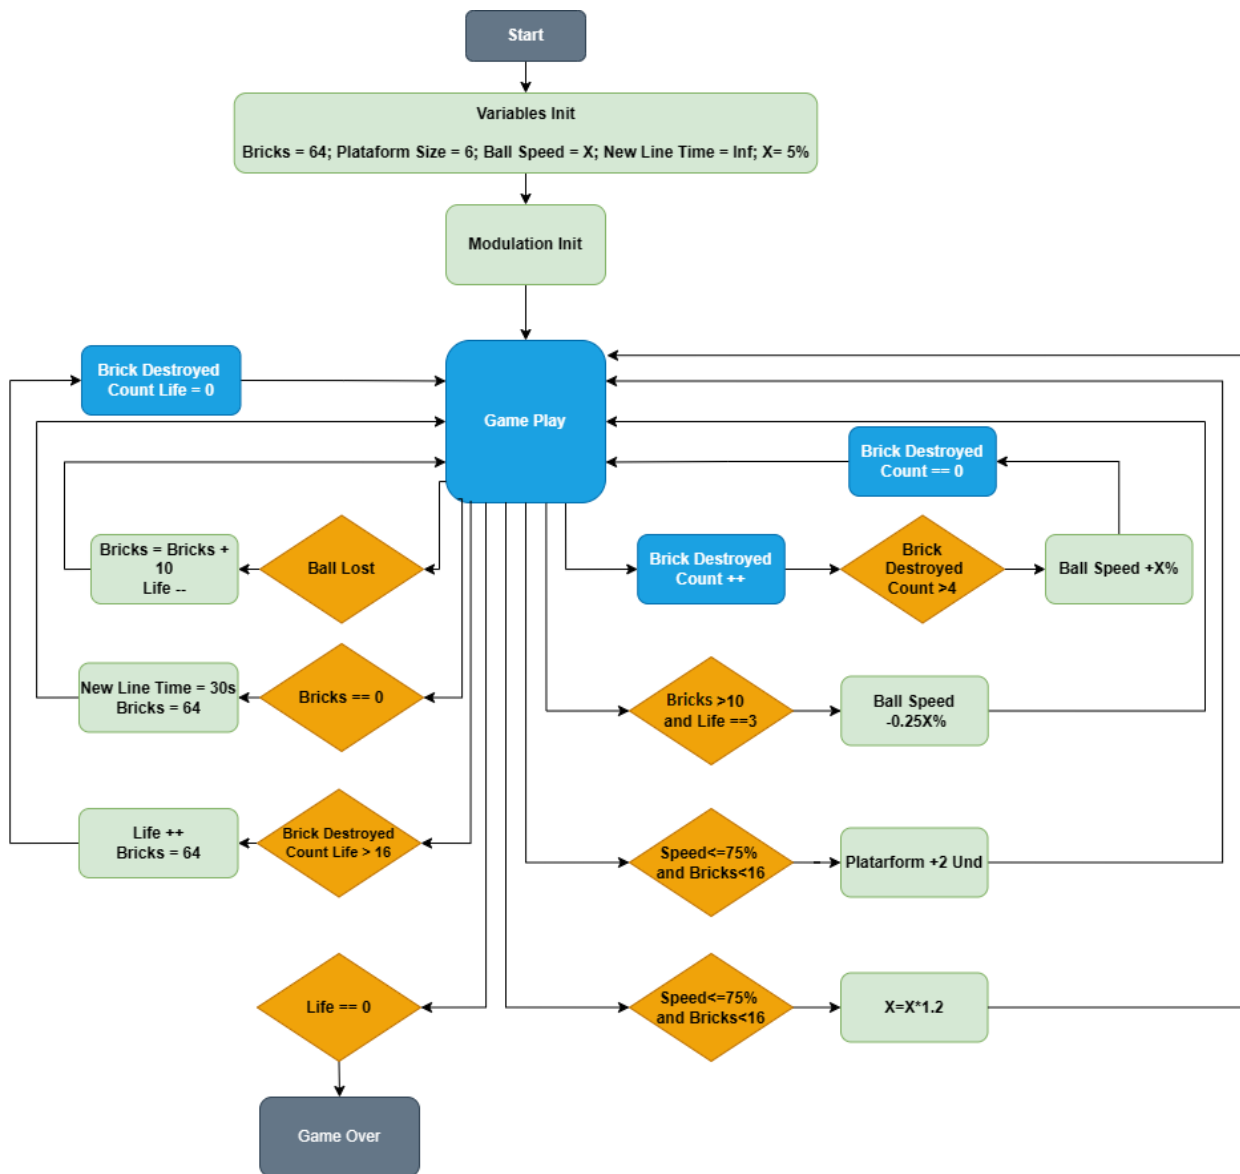 Start
Variables Init
Bricks = 64; Plataform Size = 6; Ball Speed = X; New Line Time = Inf; X= 5%
Modulation Init
Brick Destroyed
Count Life = 0
Game Play
Brick Destroyed
Count == 0
Bricks = Bricks +
10
Life --
Ball Lost
Brick Destroyed
Count ++
Brick
Destroyed
Count >4
Ball Speed +X%
New Line Time = 30s
Bricks = 64
Bricks == 0
Bricks >10
and Life ==3
Ball Speed
-0.25X%
Life ++
Bricks = 64
Brick Destroyed
Count Life > 16
Speed<=75%
and Bricks<16
Platarform +2 Und
Life == 0
Speed<=75%
and Bricks<16
X=X*1.2
Game Over